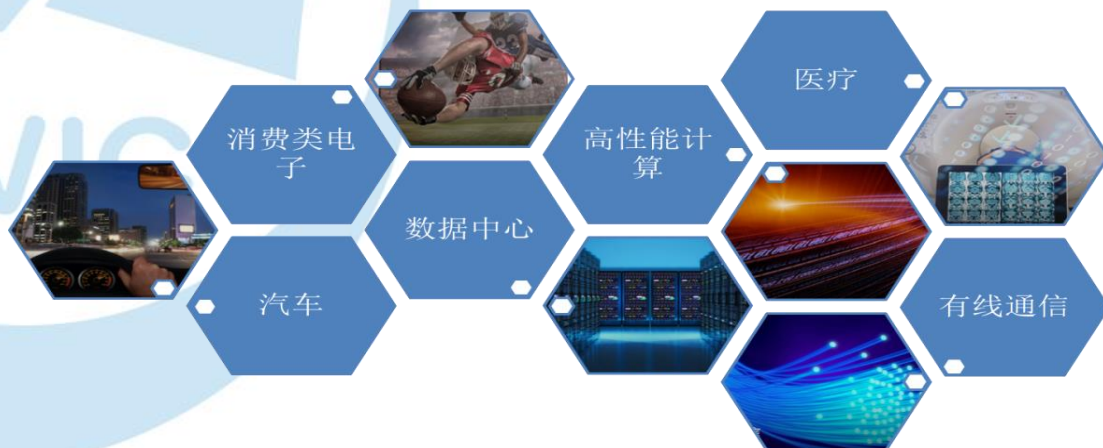 消费类电
子
汽车
数据中心
高性能计
算
医疗
有线通信